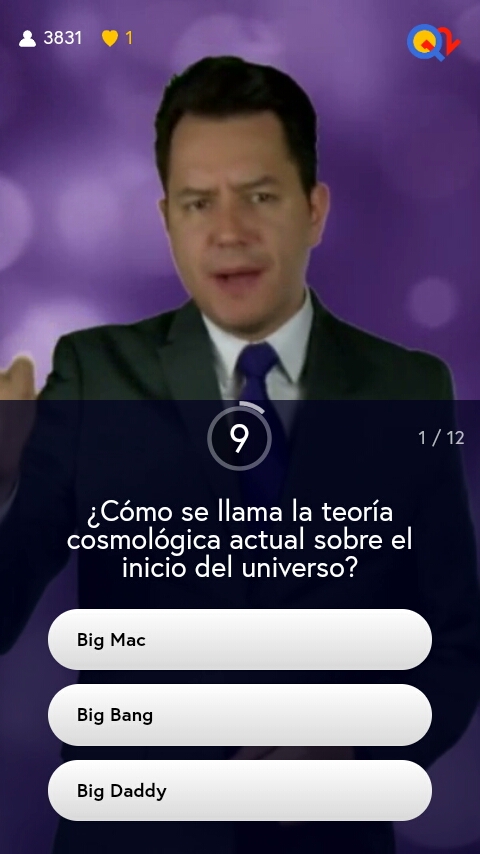 3831 1
9
1 / 12
¿Cómo se llama la teoría
cosmológica actual sobre el
inicio del universo?
Big Mac
Big Bang
Big Daddy